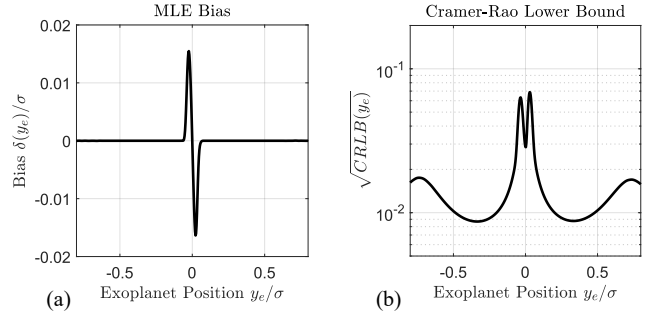 MLE Bias
0.02
0.01
0
-0.01
-0.02
Bias δ(y_e)/σ
-0.5
0
0.5
(a)
Exoplanet Position y_e/σ
Cramer-Rao Lower Bound
10^-1
10^-2
√CRLB(y_e)
-0.5
0
0.5
(b)
Exoplanet Position y_e/σ